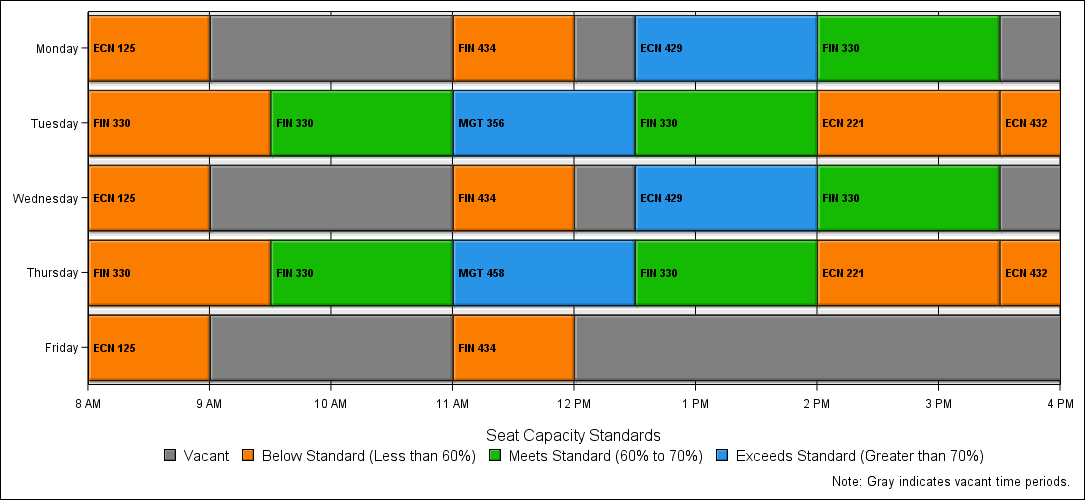 Monday ECN 125 FIN 434 ECN 429 FIN 330
Tuesday FIN 330 FIN 330 MGT 356 FIN 330 ECN 221 ECN 432
Wednesday ECN 125 FIN 434 ECN 429 FIN 330
Thursday FIN 330 FIN 330 MGT 458 FIN 330 ECN 221 ECN 432
Friday ECN 125 FIN 434
8 AM 9 AM 10 AM 11 AM 12 PM 1 PM 2 PM 3 PM 4 PM
Seat Capacity Standards
Vacant Below Standard (Less than 60%) Meets Standard (60% to 70%) Exceeds Standard (Greater than 70%)
Note: Gray indicates vacant time periods.